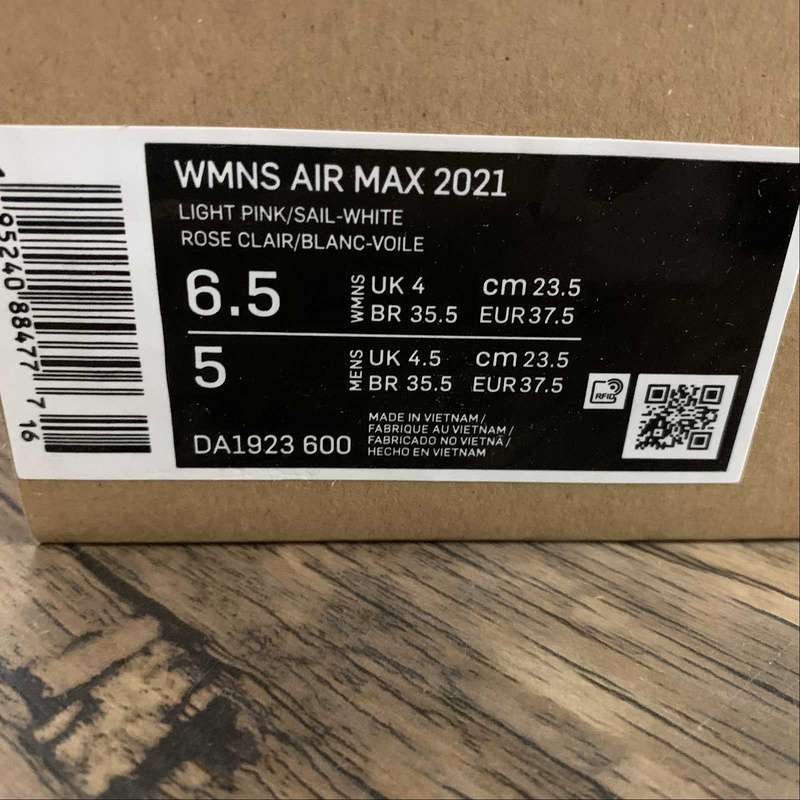 WMNS AIR MAX 2021
LIGHT PINK/SAIL-WHITE
ROSE CLAIR/BLANC-VOILE
6.5
WMNS
UK 4 cm 23.5
BR 35.5 EUR 37.5
5
MENS
UK 4.5 cm 23.5
BR 35.5 EUR 37.5
RFID
DA1923 600
MADE IN VIETNAM /
FABRIQUE AU VIETNAM /
FABRICADO NO VIETNÃ /
HECHO EN VIETNAM
95240 88477 7 16